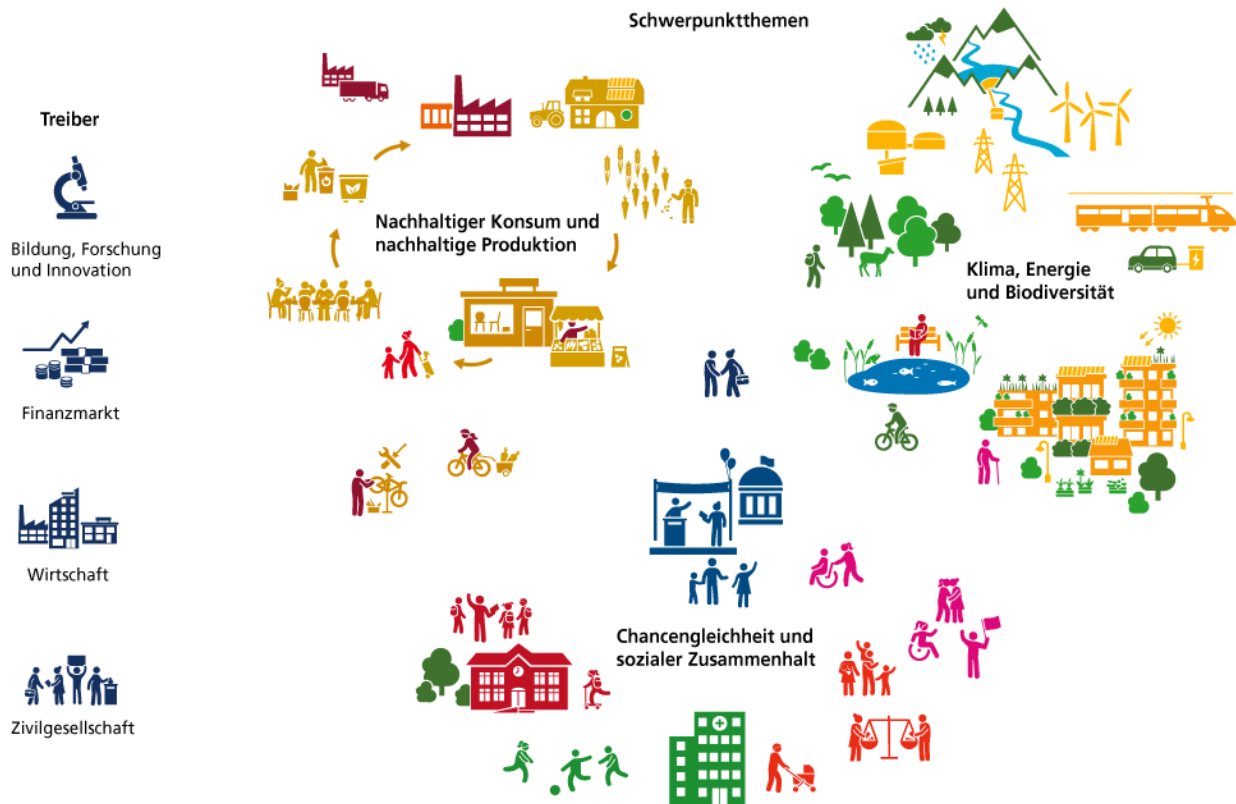 Schwerpunktthemen
Treiber
Bildung, Forschung
und Innovation
Finanzmarkt
Wirtschaft
Zivilgesellschaft
Nachhaltiger Konsum und
nachhaltige Produktion
Klima, Energie
und Biodiversität
Chancengleichheit und
sozialer Zusammenhalt